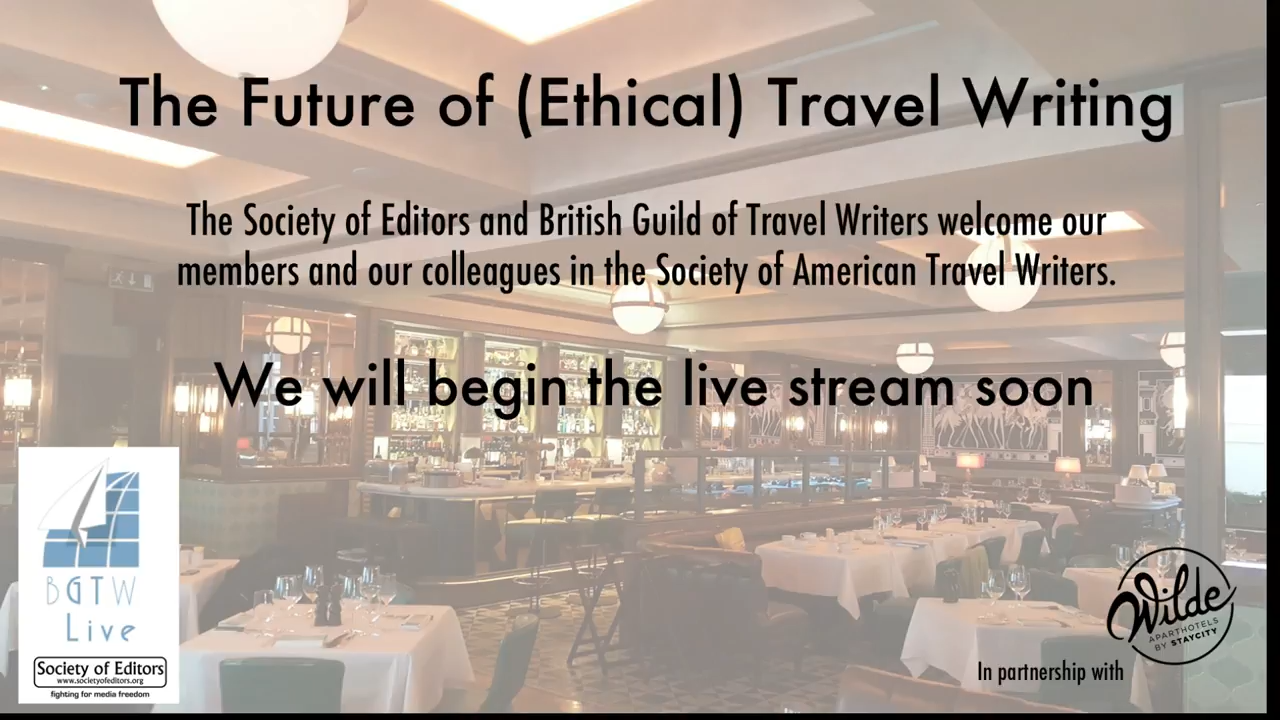 The Future of (Ethical) Travel Writing
The Society of Editors and British Guild of Travel Writers welcome our
members and our colleagues in the Society of American Travel Writers.
We will begin the live stream soon
BGTW
Live
Society of Editors
www.societyofeditors.org
fighting for media freedom
Wilde
APARTHOTELS
BY STAYCITY
In partnership with